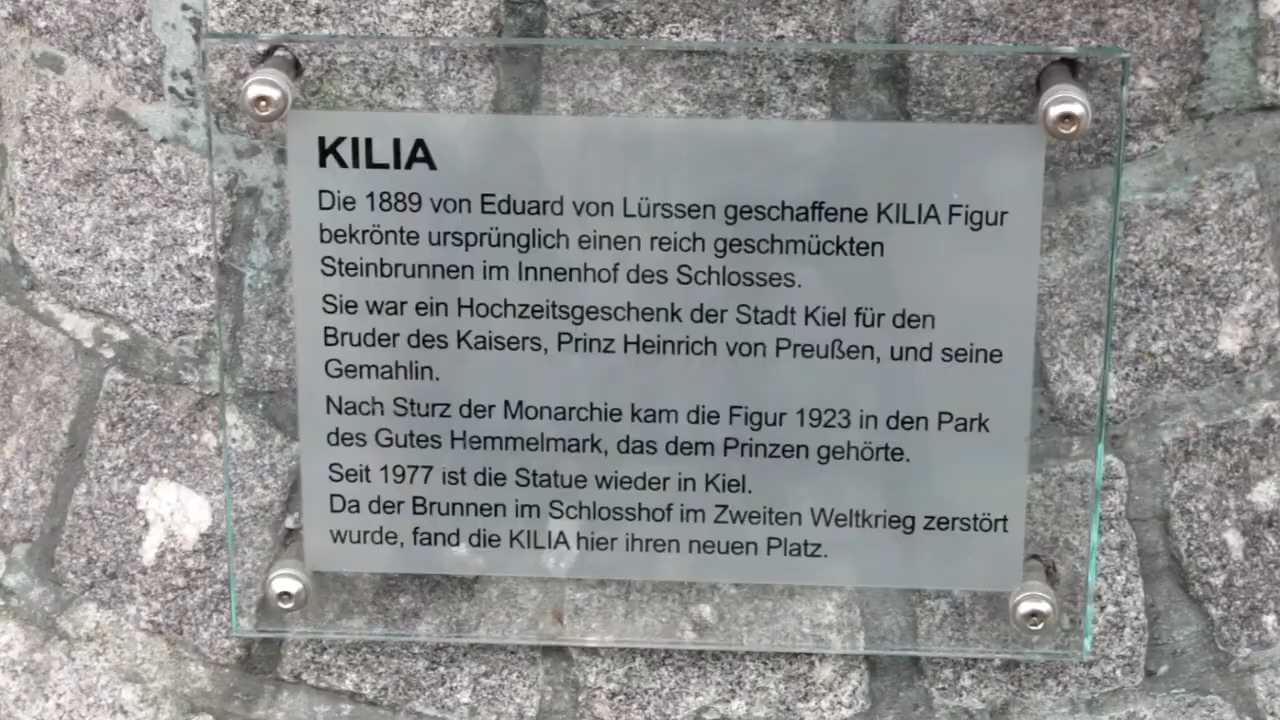 KILIA
Die 1889 von Eduard von Lürssen geschaffene KILIA Figur
bekrönte ursprünglich einen reich geschmückten
Steinbrunnen im Innenhof des Schlosses.
Sie war ein Hochzeitsgeschenk der Stadt Kiel für den
Bruder des Kaisers, Prinz Heinrich von Preußen, und seine
Gemahlin.
Nach Sturz der Monarchie kam die Figur 1923 in den Park
des Gutes Hemmelmark, das dem Prinzen gehörte.
Seit 1977 ist die Statue wieder in Kiel.
Da der Brunnen im Schlosshof im Zweiten Weltkrieg zerstört
wurde, fand die KILIA hier ihren neuen Platz.